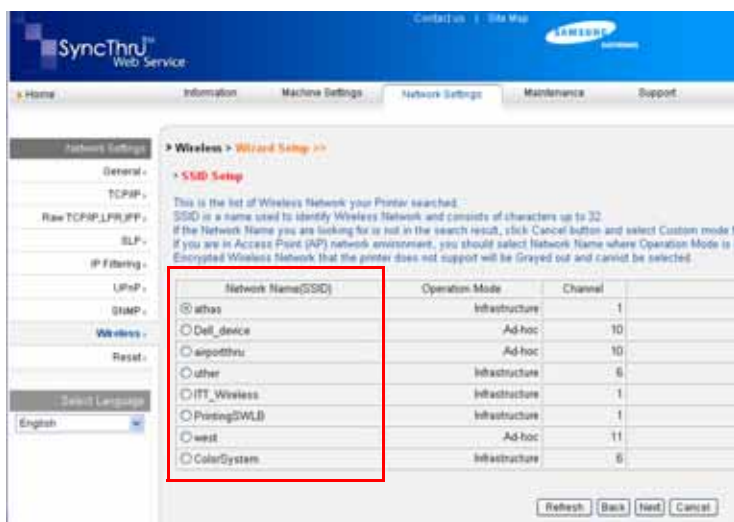 Contact us | Site Map
SAMSUNG
ELECTRONICS
SyncThru™
Web Service
Home
Information Machine Settings Network Settings Maintenance Support
Network Settings
General
TCP/IP
Raw TCP/IP,LPR,IPP
SLP
IP Filtering
UPnP
SNMP
Wireless
Reset
Select Language
English
> Wireless > Wizard Setup >>
SSID Setup
This is the list of Wireless Network your Printer searched.
SSID is a name used to identify Wireless Network and consists of characters up to 32.
If the Network Name you are looking for is not in the search result, click Cancel button and select Custom mode
If you are in Access Point (AP) network environment, you should select Network Name where Operation Mode is
Encrypted Wireless Network that the printer does not support will be Grayed out and cannot be selected.
Network Name(SSID) Operation Mode Channel
athas Infrastructure 1
Dell_device Ad-hoc 10
airportthru Ad-hoc 10
uther Infrastructure 6
ITT_Wireless Infrastructure 1
PrintingSWLB Infrastructure 1
west Ad-hoc 11
ColorSystem Infrastructure 6
Refresh Back Next Cancel